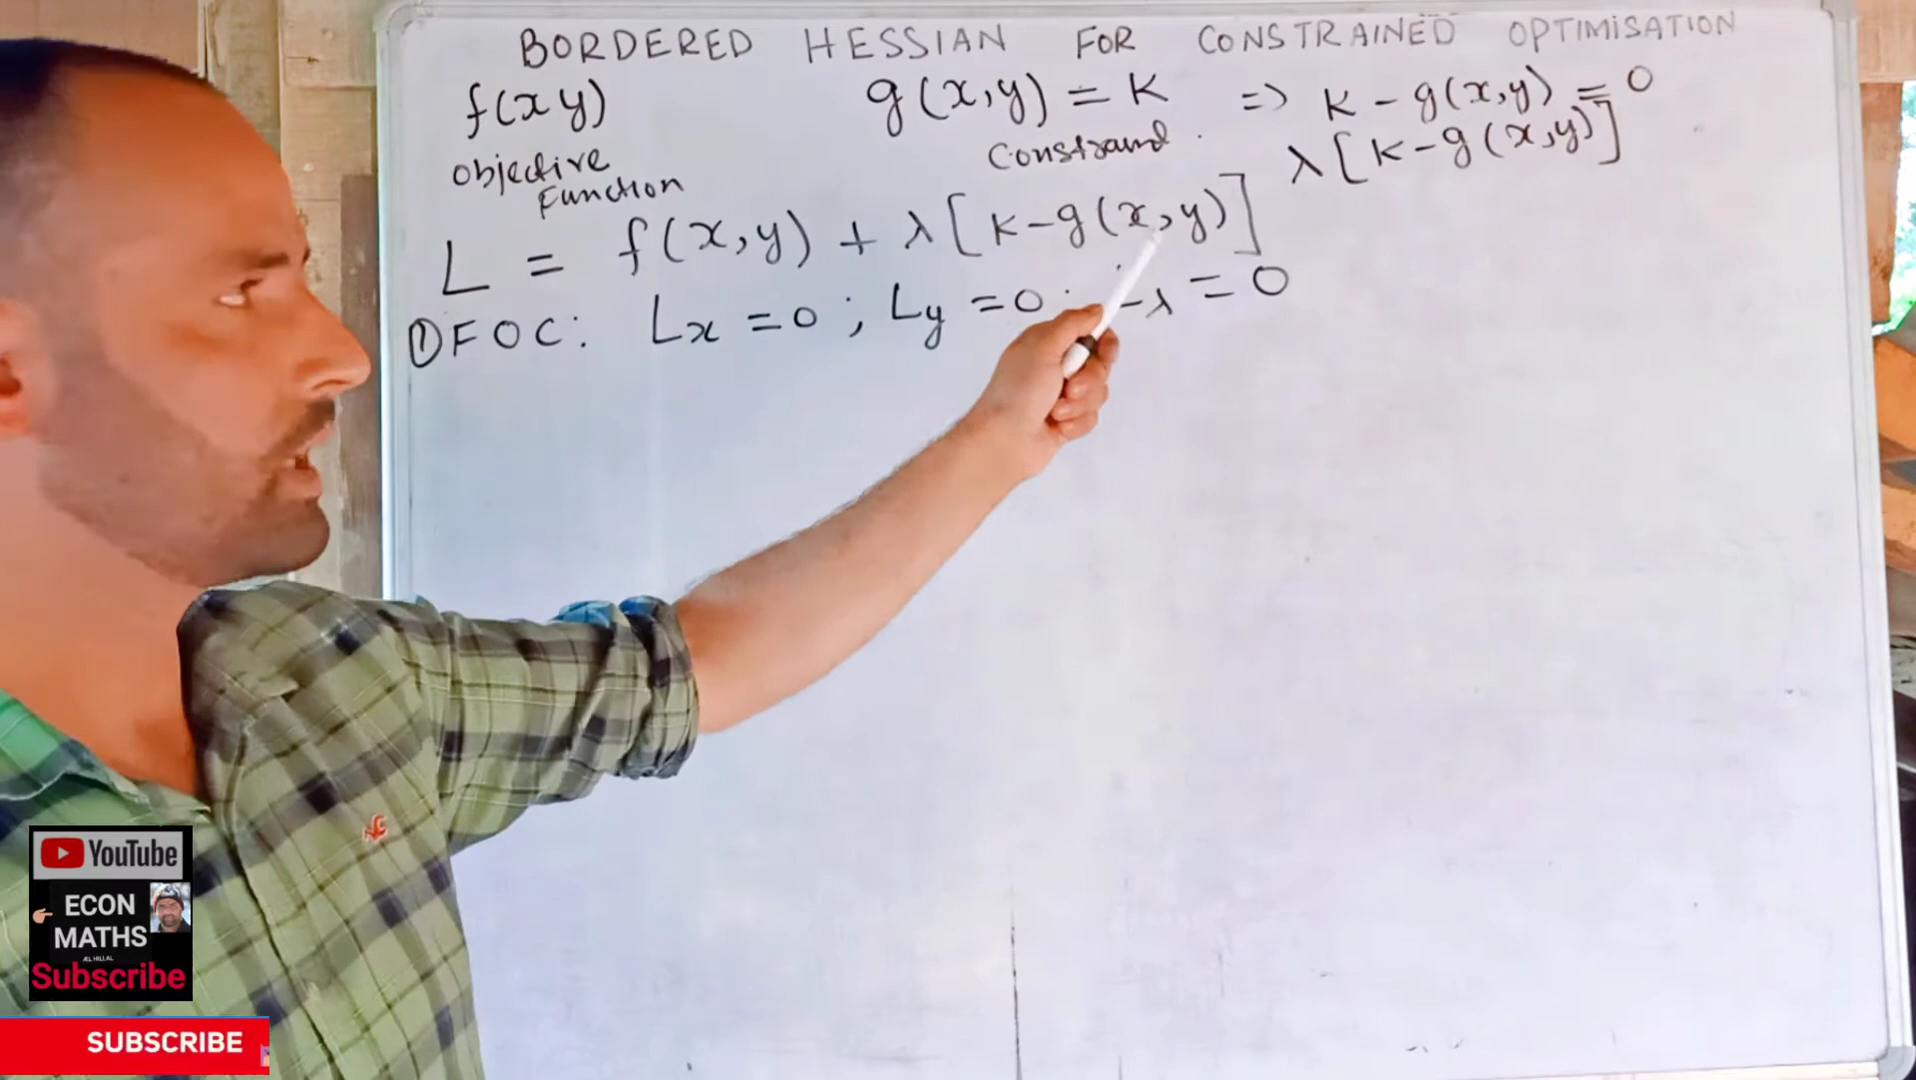 BORDERED HESSIAN FOR CONSTRAINED OPTIMISATION
f(x y) g(x,y) = K => K - g(x,y) = 0
Objective Function Constraint λ[K-g(x,y)]
L = f(x,y) + λ[K-g(x,y)]
① FOC: Lx = 0 ; Ly = 0 ; λ = 0
YouTube
ECON
MATHS
Subscribe
SUBSCRIBE